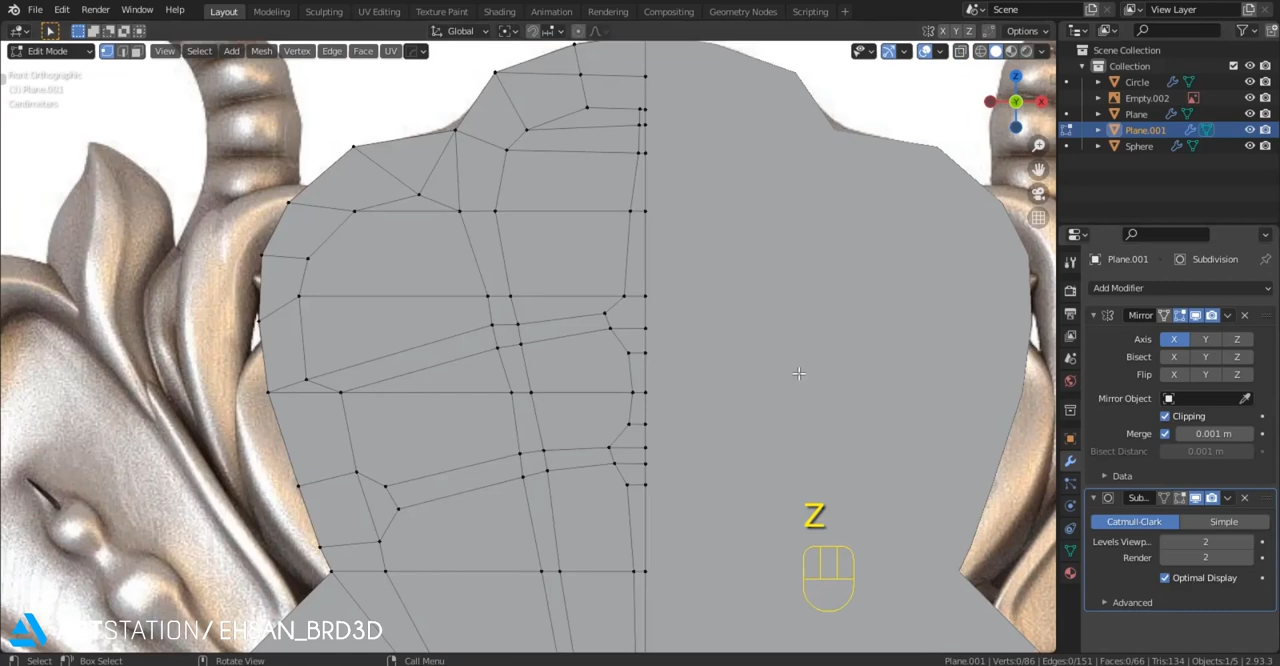 File Edit Render Window Help Layout Modeling Sculpting UV Editing Texture Paint Shading Animation Rendering Compositing Geometry Nodes Scripting + Scene View Layer
Global X Y Z Options
Edit Mode View Select Add Mesh Vertex Edge Face UV
Front Orthographic
(3) Plane.001
Centimeters
Z
X
Y
Scene Collection
Collection
Circle
Empty.002
Plane
Plane.001
Sphere
Plane.001 Subdivision
Add Modifier
Mirror
Axis X Y Z
Bisect X Y Z
Flip X Y Z
Mirror Object
Clipping
Merge 0.001 m
Bisect Distanc 0.001 m
Data
Sub...
Catmull-Clark Simple
Levels Viewp... 2
Render 2
Optimal Display
Advanced
Z
ARTSTATION/EHSAN_BRD3D
Select Box Select Rotate View Call Menu Plane.001 | Verts:0/86 | Edges:0/151 | Faces:0/66 | Tris:134 | Objects:1/5 | 2.93.3